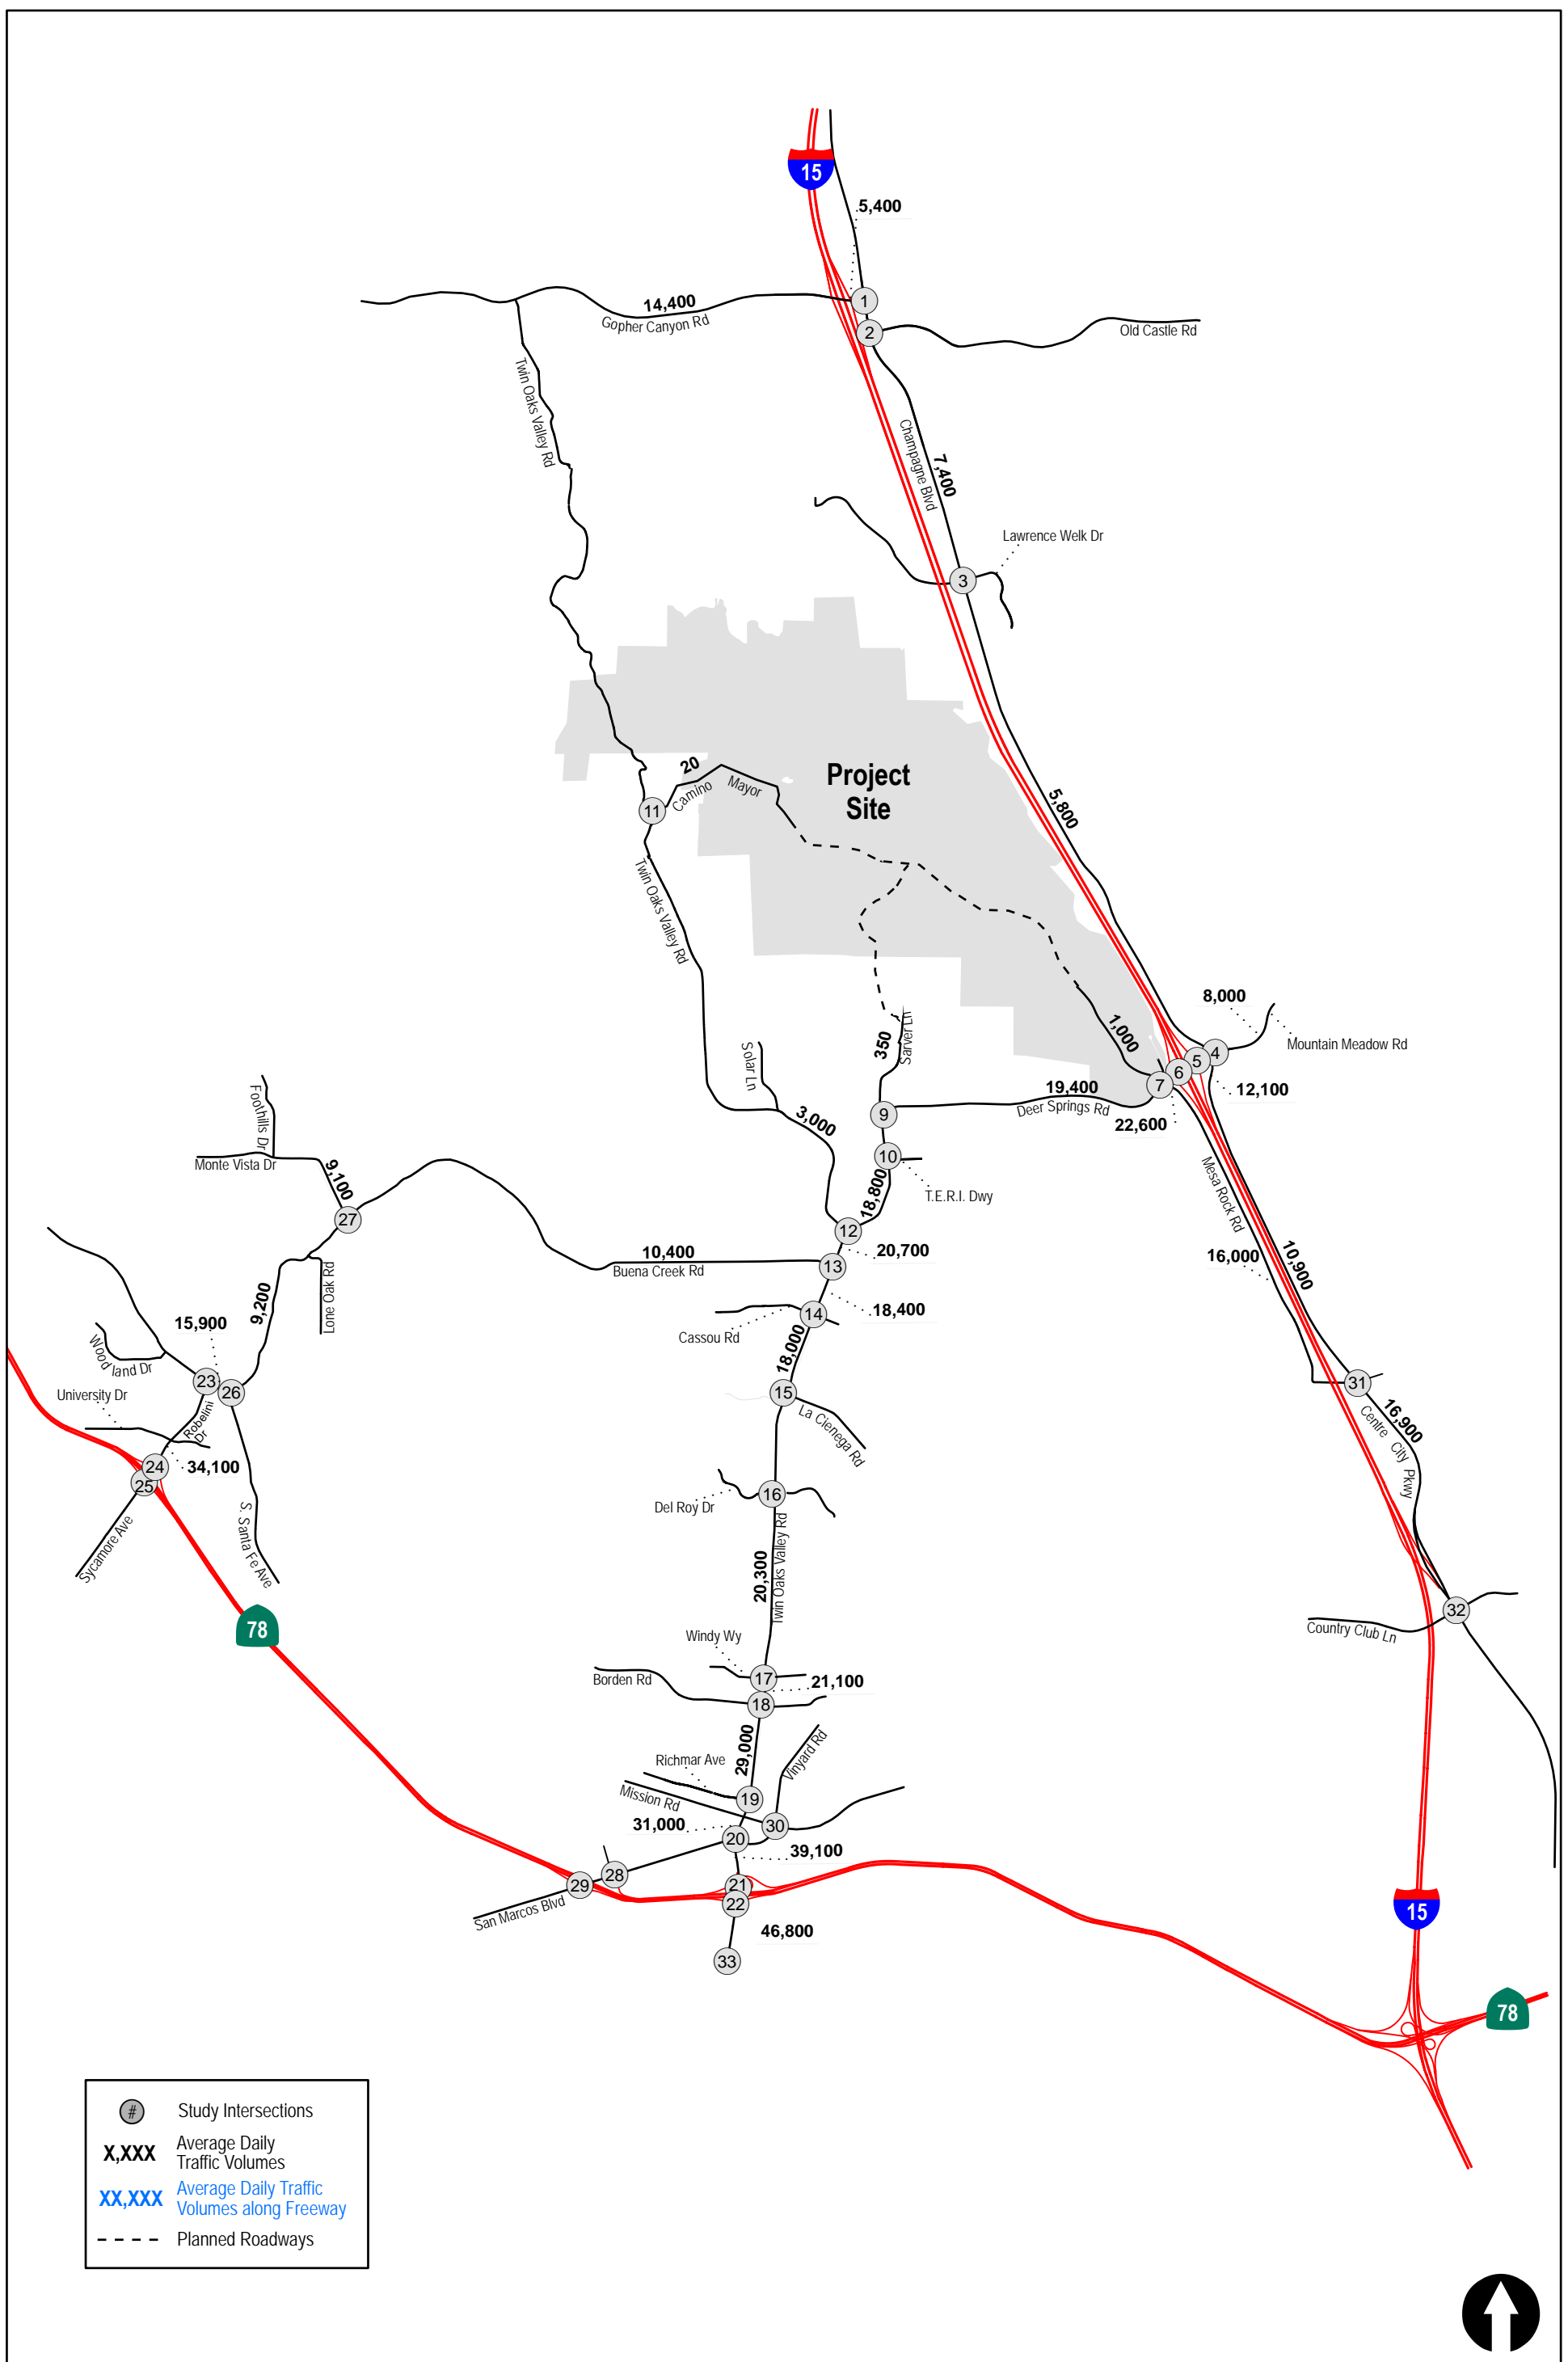 15
5,400
1
14,400
Gopher Canyon Rd
2
Old Castle Rd
Twin Oaks Valley Rd
Champagne Blvd
7,400
Lawrence Welk Dr
3
Project
Site
20
Camino Mayor
11
5,800
Twin Oaks Valley Rd
8,000
Mountain Meadow Rd
1,000
350
Sarver Ln
Solar Ln
4
5
6
7
12,100
19,400
Deer Springs Rd
22,600
3,000
9
10
T.E.R.I. Dwy
18,800
Mesa Rock Rd
Foothills Dr
Monte Vista Dr
9,100
27
12
20,700
10,400
Buena Creek Rd
13
16,000
10,900
Lone Oak Rd
9,200
18,400
14
Cassou Rd
15,900
18,000
Woodland Dr
23
26
15
31
University Dr
Robelini Dr
La Cienega Rd
16,900
Centre City Pkwy
24
34,100
25
16
Del Roy Dr
Sycamore Ave
S. Santa Fe Ave
20,300
Twin Oaks Valley Rd
78
32
Country Club Ln
Windy Wy
Borden Rd
17
21,100
18
29,000
Vinyard Rd
Richmar Ave
Mission Rd
19
31,000
30
20
39,100
28
29
21
22
San Marcos Blvd
46,800
33
15
78
# Study Intersections
X,XXX Average Daily
Traffic Volumes
XX,XXX Average Daily Traffic
Volumes along Freeway
Planned Roadways